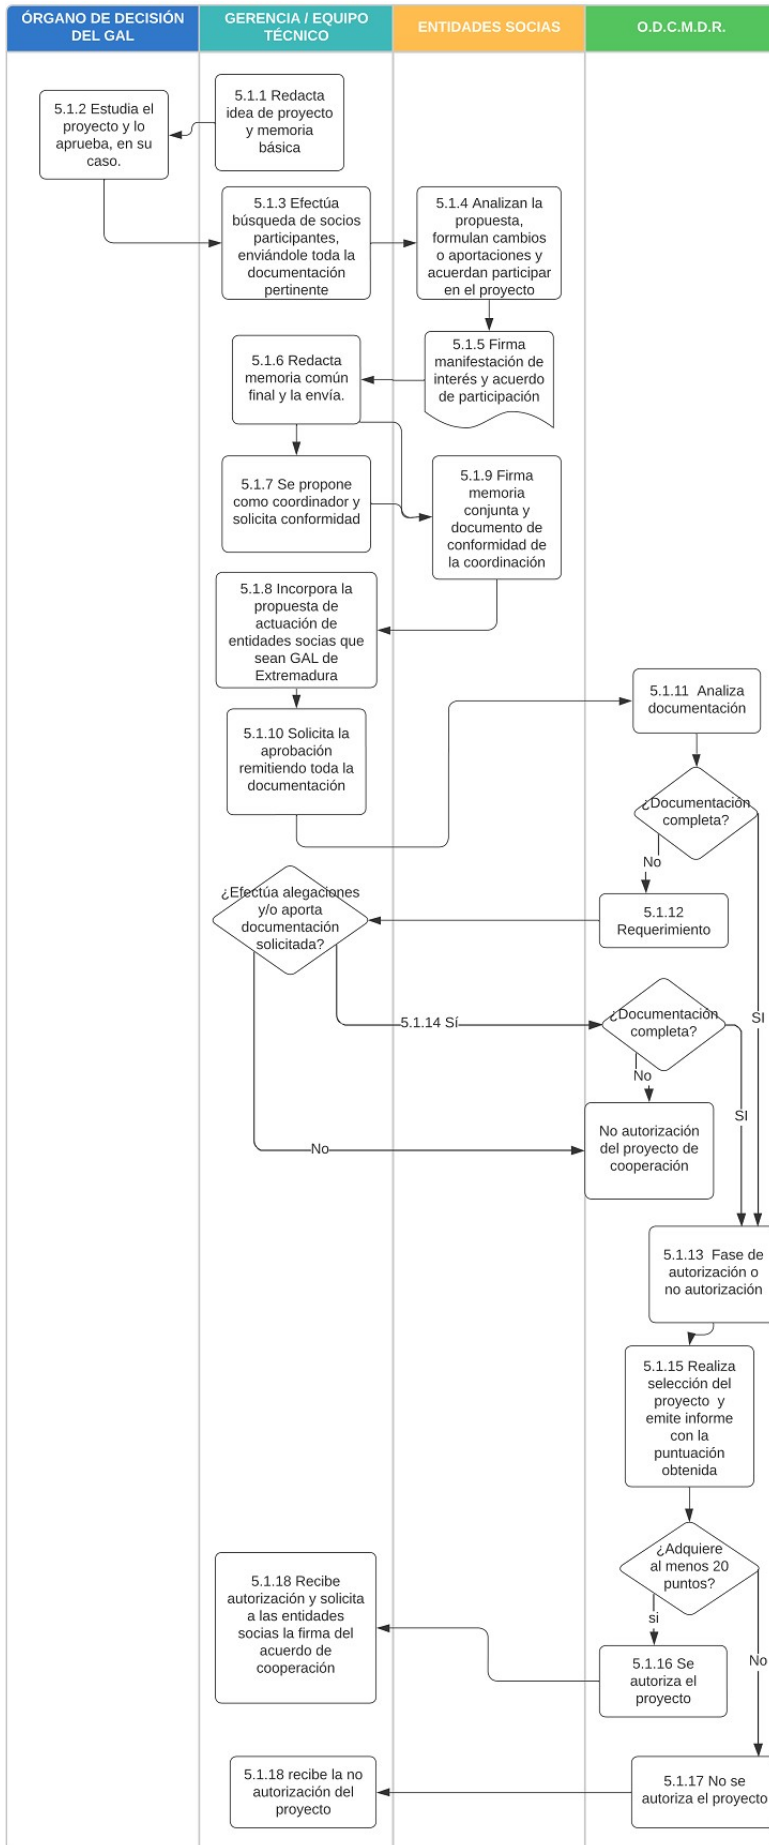 ÓRGANO DE DECISIÓN
DEL GAL
GERENCIA / EQUIPO
TÉCNICO
ENTIDADES SOCIAS
O.D.C.M.D.R.
5.1.1 Redacta
idea de proyecto
y memoria
básica
5.1.2 Estudia el
proyecto y lo
aprueba, en su
caso.
5.1.3 Efectúa
búsqueda de socios
participantes,
enviándole toda la
documentación
pertinente
5.1.4 Analizan la
propuesta,
formulan cambios
o aportaciones y
acuerdan participar
en el proyecto
5.1.5 Firma
manifestación de
interés y acuerdo
de participación
5.1.6 Redacta
memoria común
final y la envía.
5.1.7 Se propone
como coordinador y
solicita conformidad
5.1.9 Firma
memoria
conjunta y
documento de
conformidad de
la coordinación
5.1.8 Incorpora la
propuesta de
actuación de
entidades socias que
sean GAL de
Extremadura
5.1.10 Solicita la
aprobación
remitiendo toda la
documentación
5.1.11 Analiza
documentación
¿Documentación
completa?
No
SI
5.1.12
Requerimiento
¿Efectúa alegaciones
y/o aporta
documentación
solicitada?
5.1.14 Sí
¿Documentación
completa?
No
SI
No
No autorización
del proyecto de
cooperación
5.1.13 Fase de
autorización o
no autorización
5.1.15 Realiza
selección del
proyecto y
emite informe
con la
puntuación
obtenida
¿Adquiere
al menos 20
puntos?
si
No
5.1.16 Se
autoriza el
proyecto
5.1.18 Recibe
autorización y solicita
a las entidades
socias la firma del
acuerdo de
cooperación
5.1.17 No se
autoriza el proyecto
5.1.18 recibe la no
autorización del
proyecto